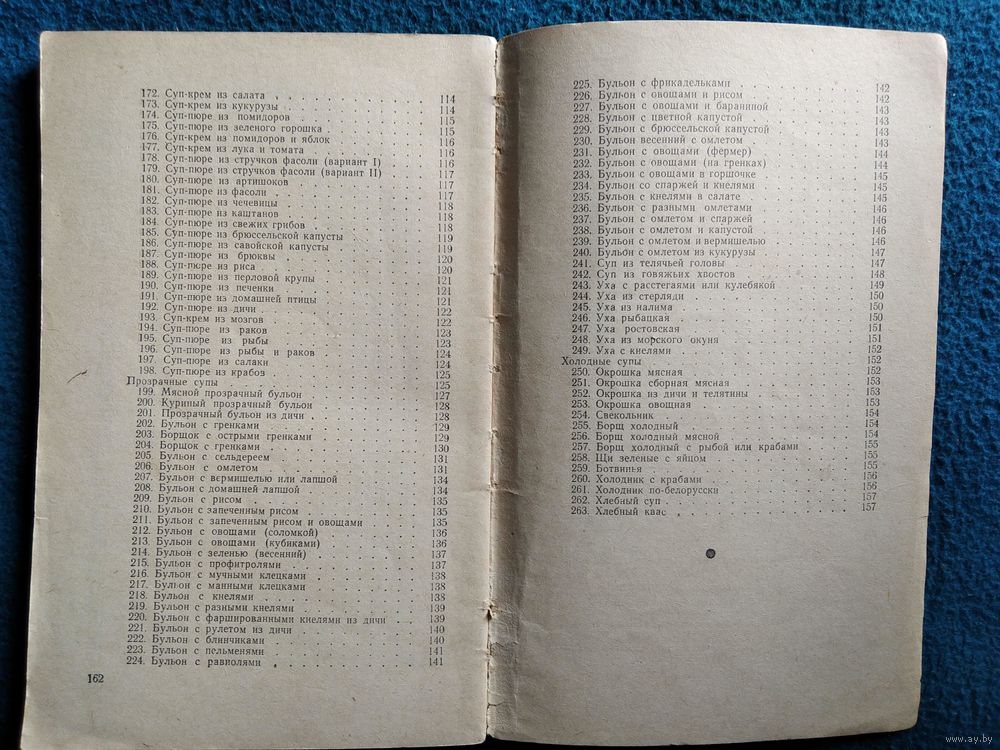 172. Суп-крем из салата 114
173. Суп-крем из кукурузы 114
174. Суп-пюре из помидоров 115
175. Суп-пюре из зеленого горошка 115
176. Суп-крем из помидоров и яблок 116
177. Суп-крем из лука и томата 116
178. Суп-пюре из стручков фасоли (вариант I) 116
179. Суп-пюре из стручков фасоли (вариант II) 117
180. Суп-пюре из артишоков 117
181. Суп-пюре из фасоли 117
182. Суп-пюре из чечевицы 118
183. Суп-пюре из каштанов 118
184. Суп-пюре из свежих грибов 118
185. Суп-пюре из брюссельской капусты 119
186. Суп-пюре из савойской капусты 119
187. Суп-пюре из брюквы 120
188. Суп-пюре из риса 120
189. Суп-пюре из перловой крупы 121
190. Суп-пюре из печенки 121
191. Суп-пюре из домашней птицы 121
192. Суп-пюре из дичи 122
193. Суп-крем из мозгов 122
194. Суп-пюре из раков 123
195. Суп-пюре из рыбы 123
196. Суп-пюре из рыбы и раков 124
197. Суп-пюре из салаки 124
198. Суп-пюре из крабов 125
Прозрачные супы 125
199. Мясной прозрачный бульон 127
200. Куриный прозрачный бульон 128
201. Прозрачный бульон из дичи 128
202. Бульон с гренками 129
203. Борщок с острыми гренками 129
204. Борщок с гренками 130
205. Бульон с сельдереем 131
206. Бульон с омлетом 131
207. Бульон с вермишелью или лапшой 134
208. Бульон с домашней лапшой 134
209. Бульон с рисом 135
210. Бульон с запеченным рисом 135
211. Бульон с запеченным рисом и овощами 135
212. Бульон с овощами (соломкой) 136
213. Бульон с овощами (кубиками) 136
214. Бульон с зеленью (весенний) 137
215. Бульон с профитролями 137
216. Бульон с мучными клецками 138
217. Бульон с манными клецками 138
218. Бульон с кнелями 138
219. Бульон с разными кнелями 139
220. Бульон с фаршированными кнелями из дичи 139
221. Бульон с рулетом из дичи 140
222. Бульон с блинчиками 140
223. Бульон с пельменями 141
224. Бульон с равиолями 141
162
225. Бульон с фрикадельками 142
226. Бульон с овощами и рисом 142
227. Бульон с овощами и бараниной 143
228. Бульон с цветной капустой 143
229. Бульон с брюссельской капустой 143
230. Бульон весенний с омлетом 143
231. Бульон с овощами (фермер) 144
232. Бульон с овощами (на гренках) 144
233. Бульон с овощами в горшочке 145
234. Бульон со спаржей и кнелями 145
235. Бульон с кнелями в салате 145
236. Бульон с разными омлетами 146
237. Бульон с омлетом и спаржей 146
238. Бульон с омлетом и капустой 146
239. Бульон с омлетом и вермишелью 146
240. Бульон с омлетом из кукурузы 147
241. Суп из телячьей головы 147
242. Суп из говяжьих хвостов 148
243. Уха с расстегаями или кулебякой 149
244. Уха из стерляди 150
245. Уха из налима 150
246. Уха рыбацкая 150
247. Уха ростовская 151
248. Уха из морского окуня 151
249. Уха с кнелями 152
Холодные супы 152
250. Окрошка мясная 152
251. Окрошка сборная мясная 153
252. Окрошка из дичи и телятины 153
253. Окрошка овощная 153
254. Свекольник 154
255. Борщ холодный 154
256. Борщ холодный мясной 154
257. Борщ холодный с рыбой или крабами 155
258. Щи зеленые с яйцом 155
259. Ботвинья 155
260. Холодник с крабами 156
261. Холодник по-белорусски 156
262. Хлебный суп 157
263. Хлебный квас 157
www.ay.by